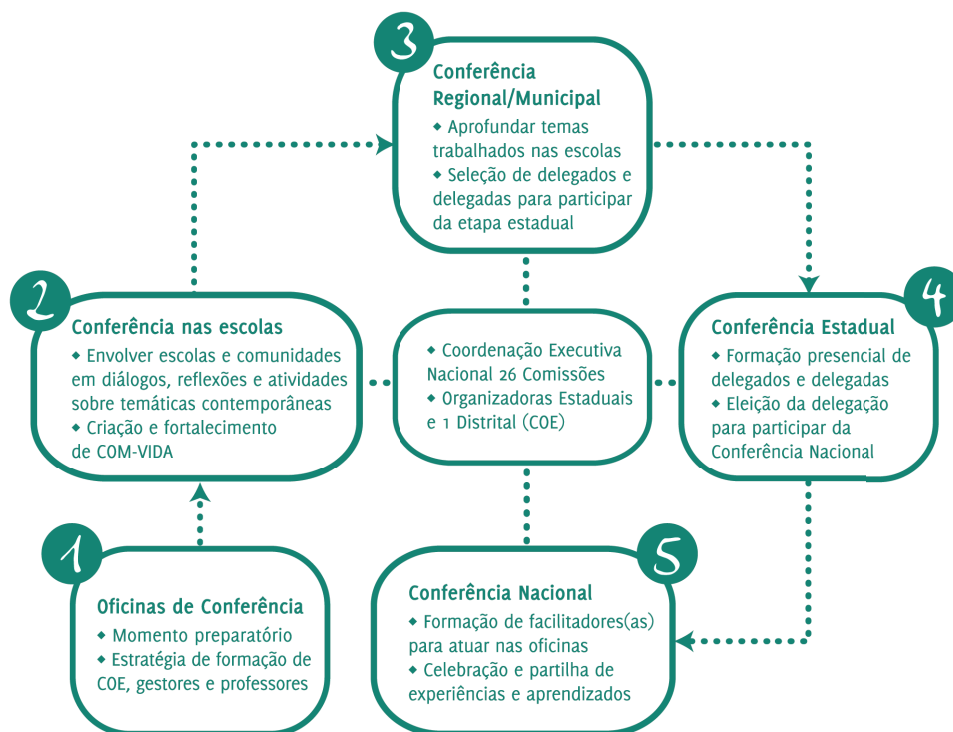 3
Conferência
Regional/Municipal
◆ Aprofundar temas
trabalhados nas escolas
◆ Seleção de delegados e
delegadas para participar
da etapa estadual
2
Conferência nas escolas
◆ Envolver escolas e comunidades
em diálogos, reflexões e atividades
sobre temáticas contemporâneas
◆ Criação e fortalecimento
de COM-VIDA
◆ Coordenação Executiva
Nacional 26 Comissões
◆ Organizadoras Estaduais
e 1 Distrital (COE)
4
Conferência Estadual
◆ Formação presencial de
delegados e delegadas
◆ Eleição da delegação
para participar da
Conferência Nacional
1
Oficinas de Conferência
◆ Momento preparatório
◆ Estratégia de formação de
COE, gestores e professores
5
Conferência Nacional
◆ Formação de facilitadores(as)
para atuar nas oficinas
◆ Celebração e partilha de
experiências e aprendizados